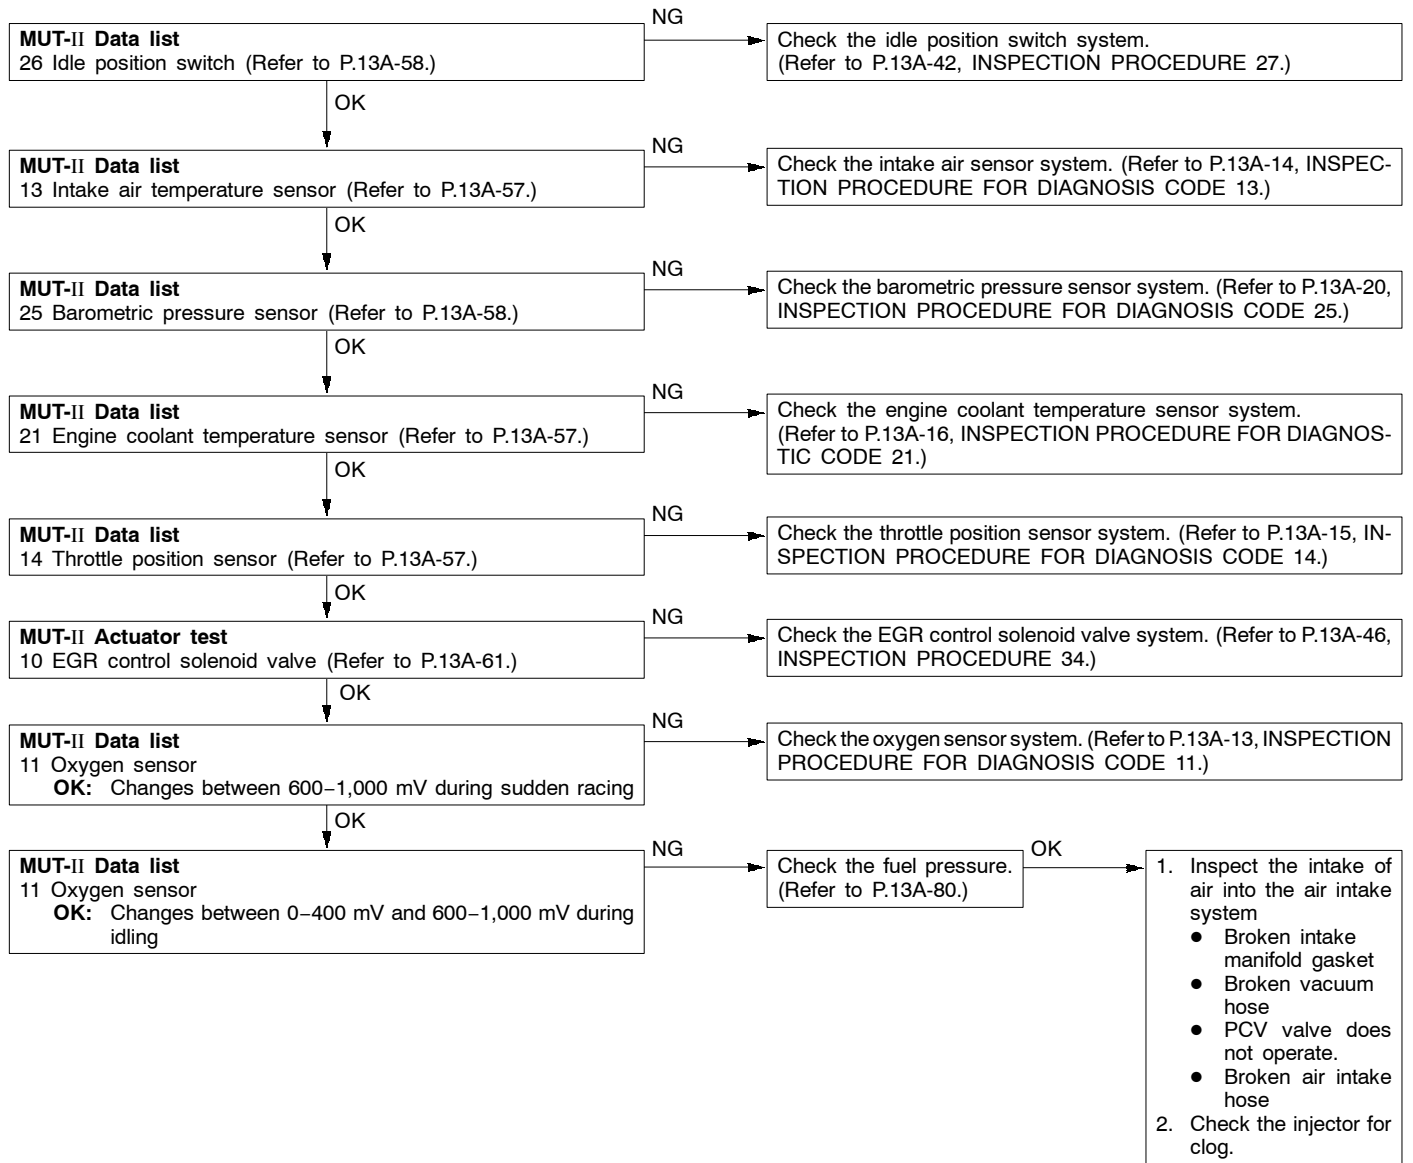 NG
MUT-II Data list
26 Idle position switch (Refer to P.13A-58.)
Check the idle position switch system.
(Refer to P.13A-42, INSPECTION PROCEDURE 27.)
OK
NG
MUT-II Data list
13 Intake air temperature sensor (Refer to P.13A-57.)
Check the intake air sensor system. (Refer to P.13A-14, INSPEC-
TION PROCEDURE FOR DIAGNOSIS CODE 13.)
OK
NG
MUT-II Data list
25 Barometric pressure sensor (Refer to P.13A-58.)
Check the barometric pressure sensor system. (Refer to P.13A-20,
INSPECTION PROCEDURE FOR DIAGNOSIS CODE 25.)
OK
NG
MUT-II Data list
21 Engine coolant temperature sensor (Refer to P.13A-57.)
Check the engine coolant temperature sensor system.
(Refer to P.13A-16, INSPECTION PROCEDURE FOR DIAGNOS-
TIC CODE 21.)
OK
NG
MUT-II Data list
14 Throttle position sensor (Refer to P.13A-57.)
Check the throttle position sensor system. (Refer to P.13A-15, IN-
SPECTION PROCEDURE FOR DIAGNOSIS CODE 14.)
OK
NG
MUT-II Actuator test
10 EGR control solenoid valve (Refer to P.13A-61.)
Check the EGR control solenoid valve system. (Refer to P.13A-46,
INSPECTION PROCEDURE 34.)
OK
NG
MUT-II Data list
11 Oxygen sensor
OK: Changes between 600–1,000 mV during sudden racing
Check the oxygen sensor system. (Refer to P.13A-13, INSPECTION
PROCEDURE FOR DIAGNOSIS CODE 11.)
OK
NG
MUT-II Data list
11 Oxygen sensor
OK: Changes between 0–400 mV and 600–1,000 mV during
idling
Check the fuel pressure.
(Refer to P.13A-80.)
OK
1. Inspect the intake of
air into the air intake
system
● Broken intake
manifold gasket
● Broken vacuum
hose
● PCV valve does
not operate.
● Broken air intake
hose
2. Check the injector for
clog.